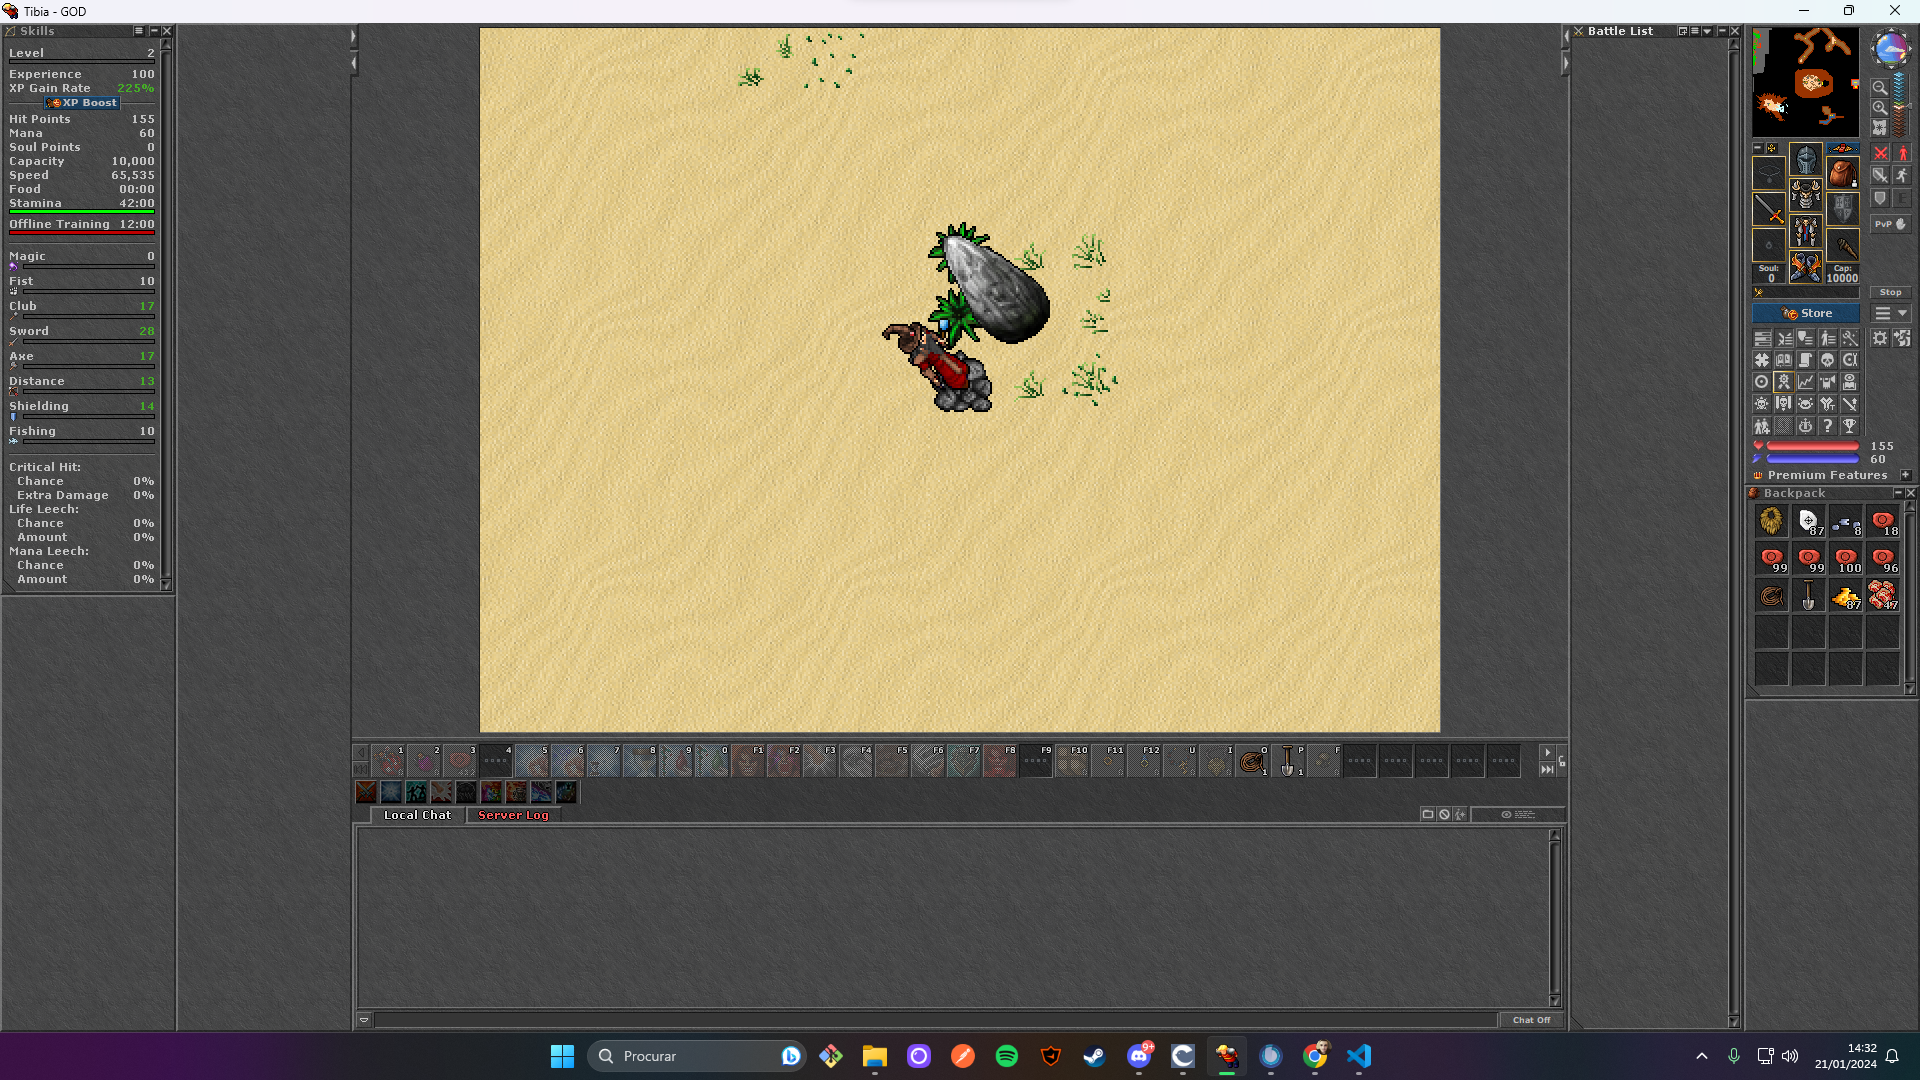 Tibia - GOD
Skills
Level 2
Experience 100
XP Gain Rate 225%
XP Boost
Hit Points 155
Mana 60
Soul Points 0
Capacity 10,000
Speed 65,535
Food 00:00
Stamina 42:00
Offline Training 12:00
Magic 0
Fist 10
Club 17
Sword 28
Axe 17
Distance 13
Shielding 14
Fishing 10
Critical Hit:
Chance 0%
Extra Damage 0%
Life Leech:
Chance 0%
Amount 0%
Mana Leech:
Chance 0%
Amount 0%
1 2 3 4 5 6 7 8 9 0 F1 F2 F3 F4 F5 F6 F7 F8 F9 F10 F11 F12 U I O P F
1 1
Local Chat
Server Log
Chat Off
Battle List
PvP
Soul:
0
Cap:
10000
Stop
Store
155
60
Premium Features
Backpack
87 8 18
99 99 100 96
87 47
Procurar
9+
14:32
21/01/2024